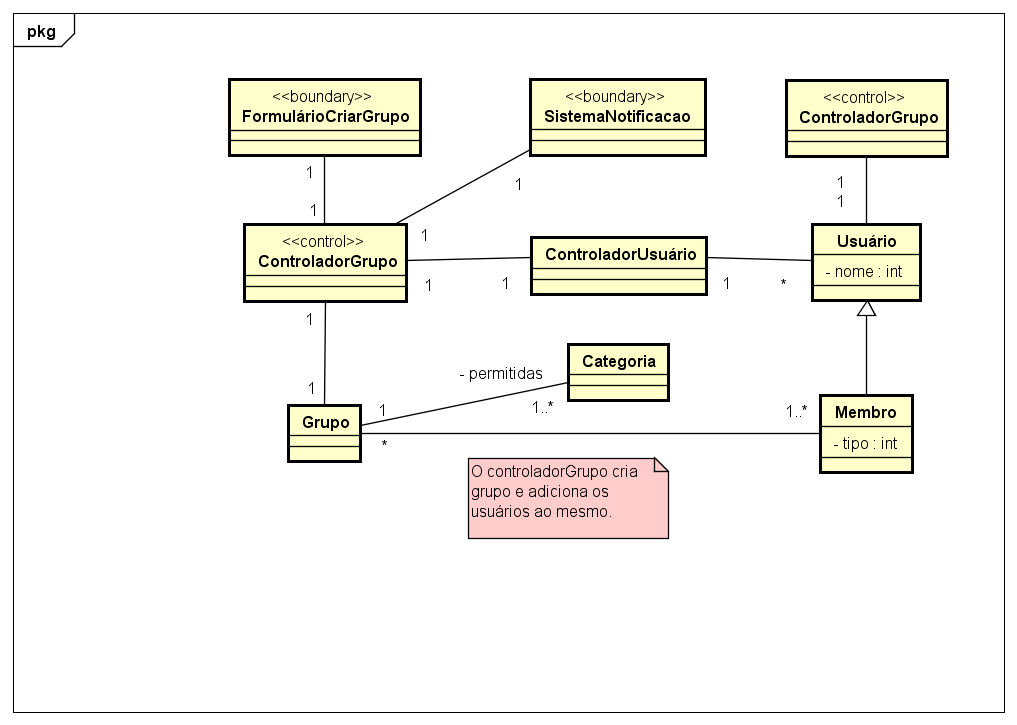 pkg
<<boundary>>
FormulárioCriarGrupo
<<boundary>>
SistemaNotificacao
<<control>>
ControladorGrupo
1
1
1
1
1
1
<<control>>
ControladorGrupo
1
1
ControladorUsuário
1
*
Usuário
- nome : int
1
1
Grupo
1
*
- permitidas
1..*
Categoria
1..*
Membro
- tipo : int
O controladorGrupo cria
grupo e adiciona os
usuários ao mesmo.